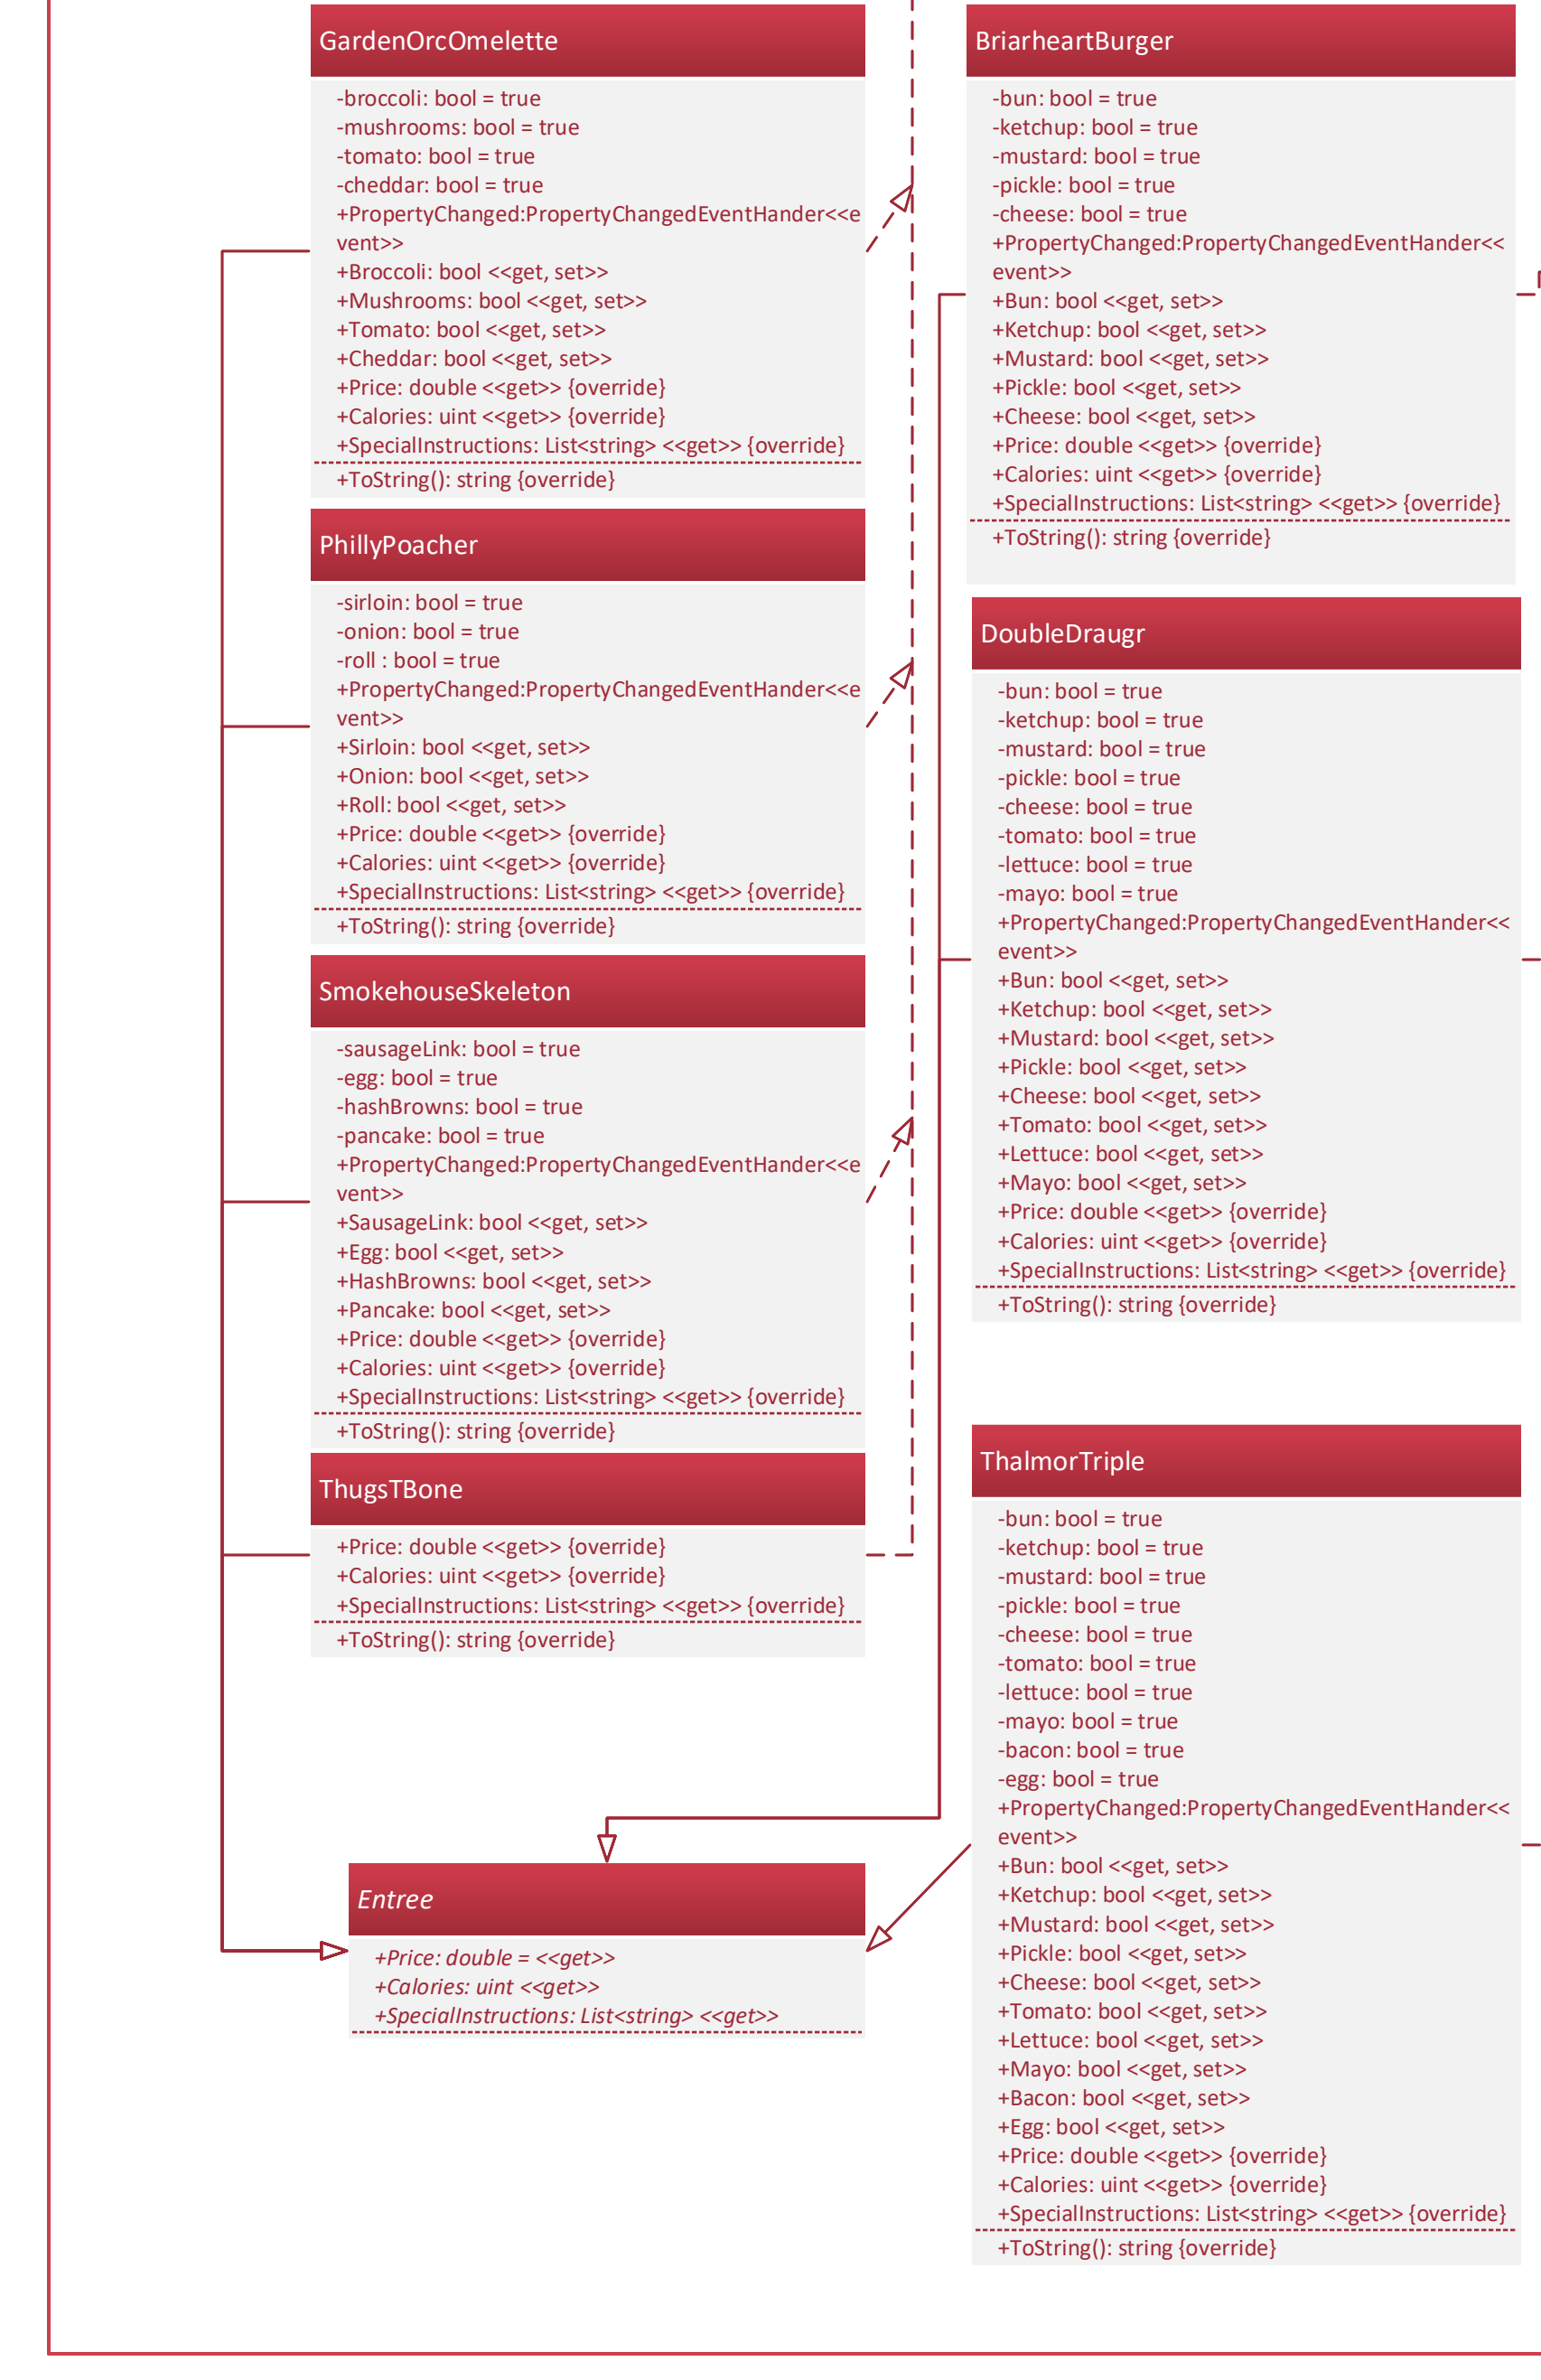 GardenOrcOmelette
-broccoli: bool = true
-mushrooms: bool = true
-tomato: bool = true
-cheddar: bool = true
+PropertyChanged:PropertyChangedEventHander<<e
vent>>
+Broccoli: bool <<get, set>>
+Mushrooms: bool <<get, set>>
+Tomato: bool <<get, set>>
+Cheddar: bool <<get, set>>
+Price: double <<get>> {override}
+Calories: uint <<get>> {override}
+SpecialInstructions: List<string> <<get>> {override}
+ToString(): string {override}
PhillyPoacher
-sirloin: bool = true
-onion: bool = true
-roll : bool = true
+PropertyChanged:PropertyChangedEventHander<<e
vent>>
+Sirloin: bool <<get, set>>
+Onion: bool <<get, set>>
+Roll: bool <<get, set>>
+Price: double <<get>> {override}
+Calories: uint <<get>> {override}
+SpecialInstructions: List<string> <<get>> {override}
+ToString(): string {override}
SmokehouseSkeleton
-sausageLink: bool = true
-egg: bool = true
-hashBrowns: bool = true
-pancake: bool = true
+PropertyChanged:PropertyChangedEventHander<<e
vent>>
+SausageLink: bool <<get, set>>
+Egg: bool <<get, set>>
+HashBrowns: bool <<get, set>>
+Pancake: bool <<get, set>>
+Price: double <<get>> {override}
+Calories: uint <<get>> {override}
+SpecialInstructions: List<string> <<get>> {override}
+ToString(): string {override}
ThugsTBone
+Price: double <<get>> {override}
+Calories: uint <<get>> {override}
+SpecialInstructions: List<string> <<get>> {override}
+ToString(): string {override}
Entree
+Price: double = <<get>>
+Calories: uint <<get>>
+SpecialInstructions: List<string> <<get>>
BriarheartBurger
-bun: bool = true
-ketchup: bool = true
-mustard: bool = true
-pickle: bool = true
-cheese: bool = true
+PropertyChanged:PropertyChangedEventHander<<
event>>
+Bun: bool <<get, set>>
+Ketchup: bool <<get, set>>
+Mustard: bool <<get, set>>
+Pickle: bool <<get, set>>
+Cheese: bool <<get, set>>
+Price: double <<get>> {override}
+Calories: uint <<get>> {override}
+SpecialInstructions: List<string> <<get>> {override}
+ToString(): string {override}
DoubleDraugr
-bun: bool = true
-ketchup: bool = true
-mustard: bool = true
-pickle: bool = true
-cheese: bool = true
-tomato: bool = true
-lettuce: bool = true
-mayo: bool = true
+PropertyChanged:PropertyChangedEventHander<<
event>>
+Bun: bool <<get, set>>
+Ketchup: bool <<get, set>>
+Mustard: bool <<get, set>>
+Pickle: bool <<get, set>>
+Cheese: bool <<get, set>>
+Tomato: bool <<get, set>>
+Lettuce: bool <<get, set>>
+Mayo: bool <<get, set>>
+Price: double <<get>> {override}
+Calories: uint <<get>> {override}
+SpecialInstructions: List<string> <<get>> {override}
+ToString(): string {override}
ThalmorTriple
-bun: bool = true
-ketchup: bool = true
-mustard: bool = true
-pickle: bool = true
-cheese: bool = true
-tomato: bool = true
-lettuce: bool = true
-mayo: bool = true
-bacon: bool = true
-egg: bool = true
+PropertyChanged:PropertyChangedEventHander<<
event>>
+Bun: bool <<get, set>>
+Ketchup: bool <<get, set>>
+Mustard: bool <<get, set>>
+Pickle: bool <<get, set>>
+Cheese: bool <<get, set>>
+Tomato: bool <<get, set>>
+Lettuce: bool <<get, set>>
+Mayo: bool <<get, set>>
+Bacon: bool <<get, set>>
+Egg: bool <<get, set>>
+Price: double <<get>> {override}
+Calories: uint <<get>> {override}
+SpecialInstructions: List<string> <<get>> {override}
+ToString(): string {override}